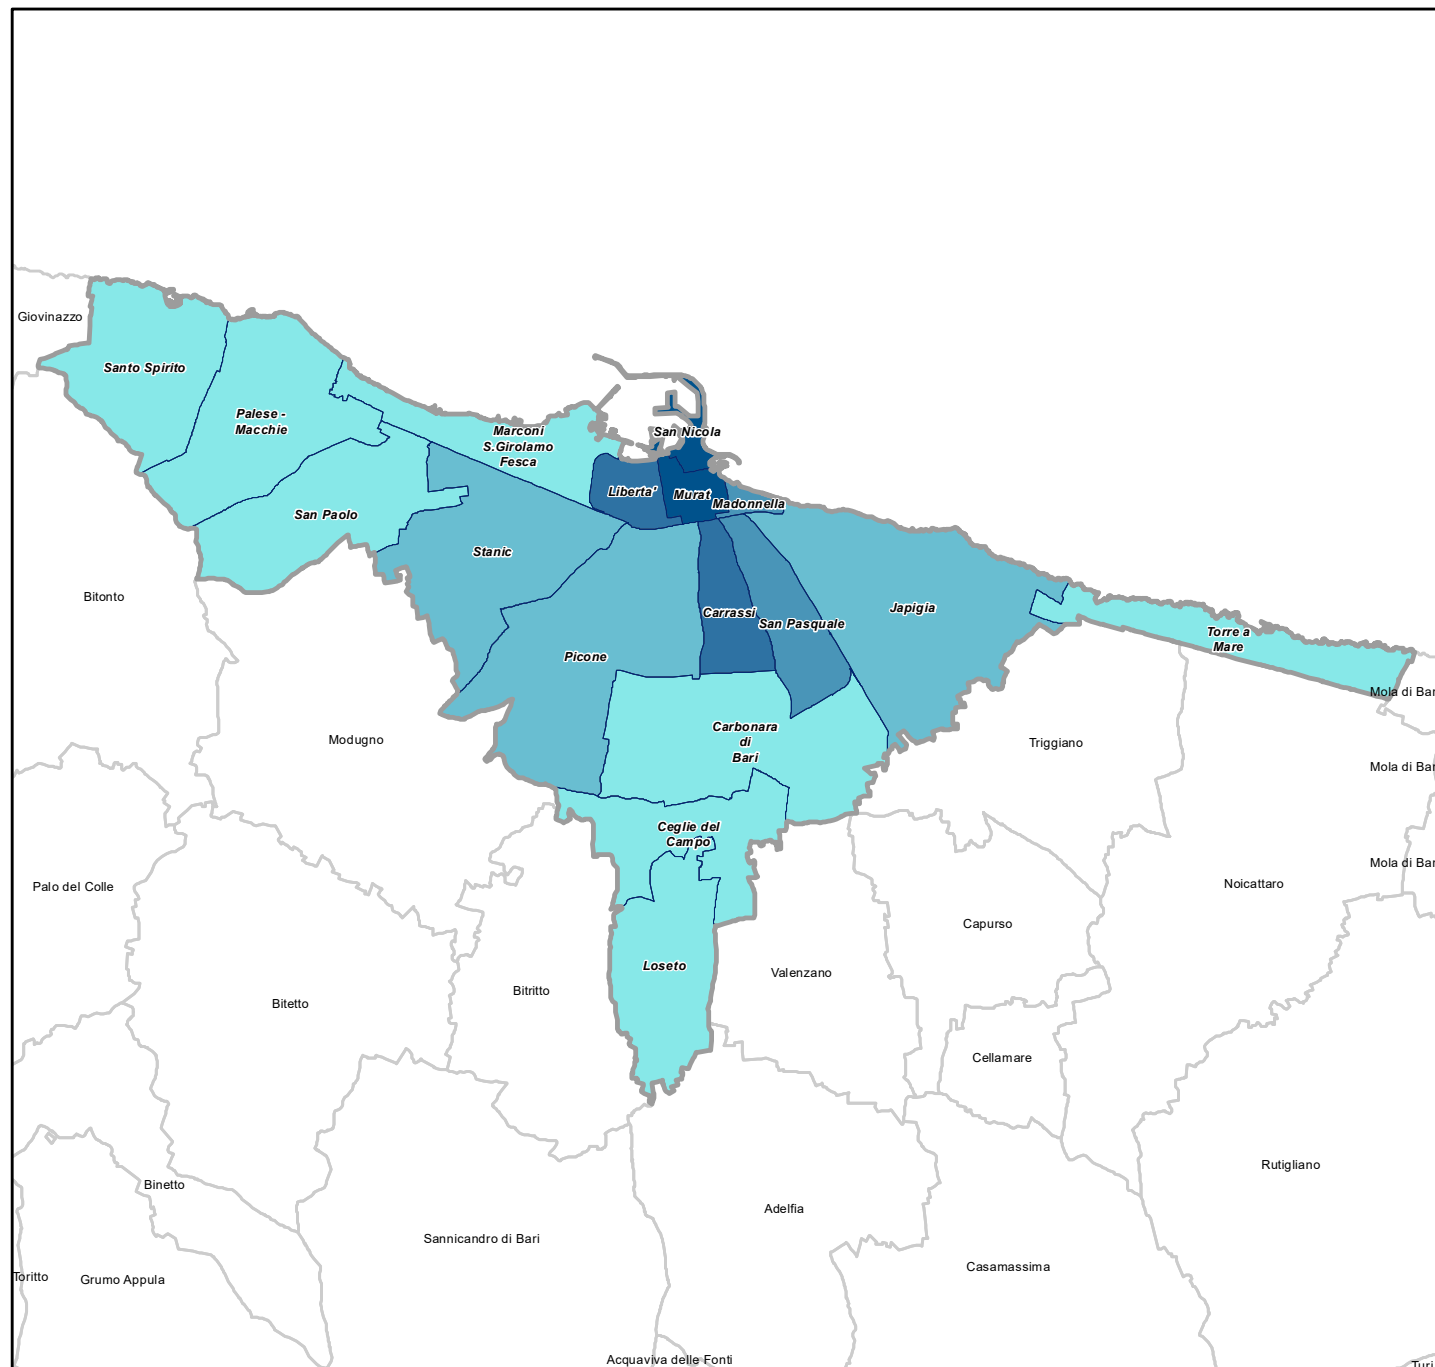 Giovinazzo
Santo Spirito
Palese -
Macchie
Marconi
S.Girolamo
Fesca
San Nicola
Liberta'
Murat
Madonnella
San Paolo
Stanic
Bitonto
Carrassi
San Pasquale
Japigia
Torre a
Mare
Picone
Mola di Bar
Modugno
Carbonara
di
Bari
Triggiano
Mola di Bar
Ceglie del
Campo
Mola di Bar
Palo del Colle
Noicattaro
Capurso
Loseto
Valenzano
Bitritto
Bitetto
Cellamare
Rutigliano
Binetto
Adelfia
Sannicandro di Bari
Casamassima
Toritto
Grumo Appula
Acquaviva delle Fonti
Turi